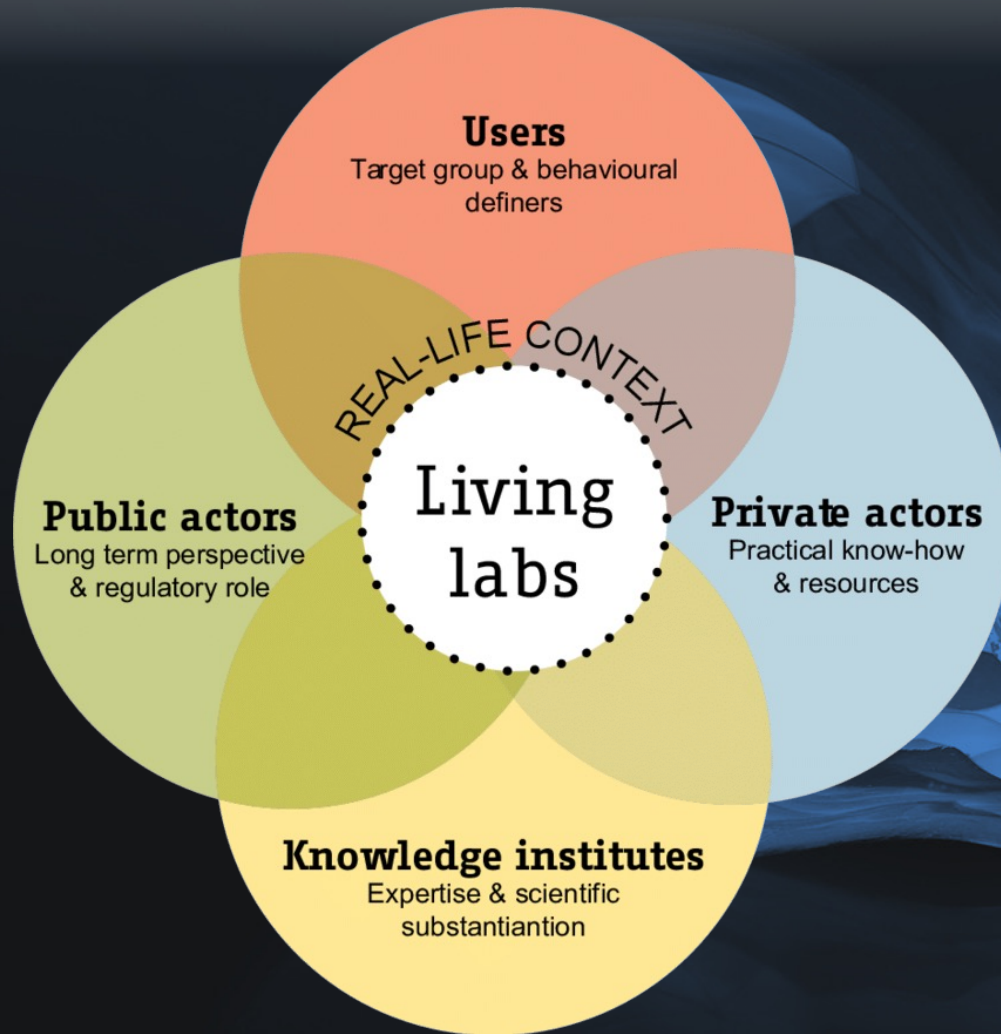 Users
Target group & behavioural
definers
REAL-LIFE CONTEXT
Living
labs
Public actors
Long term perspective
& regulatory role
Private actors
Practical know-how
& resources
Knowledge institutes
Expertise & scientific
substantiantion